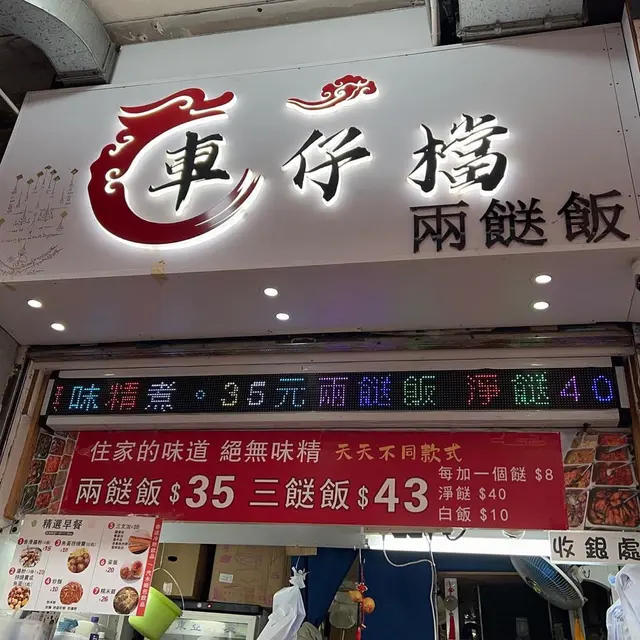 車仔檔
兩餸飯
味精煮。36元兩餸飯 淨餸40
住家的味道 絕無味精 天天不同款式
兩餸飯$35 三餸飯$43
每加一個餸 $8
淨餸 $40
白飯 $10
收銀處
精選早餐